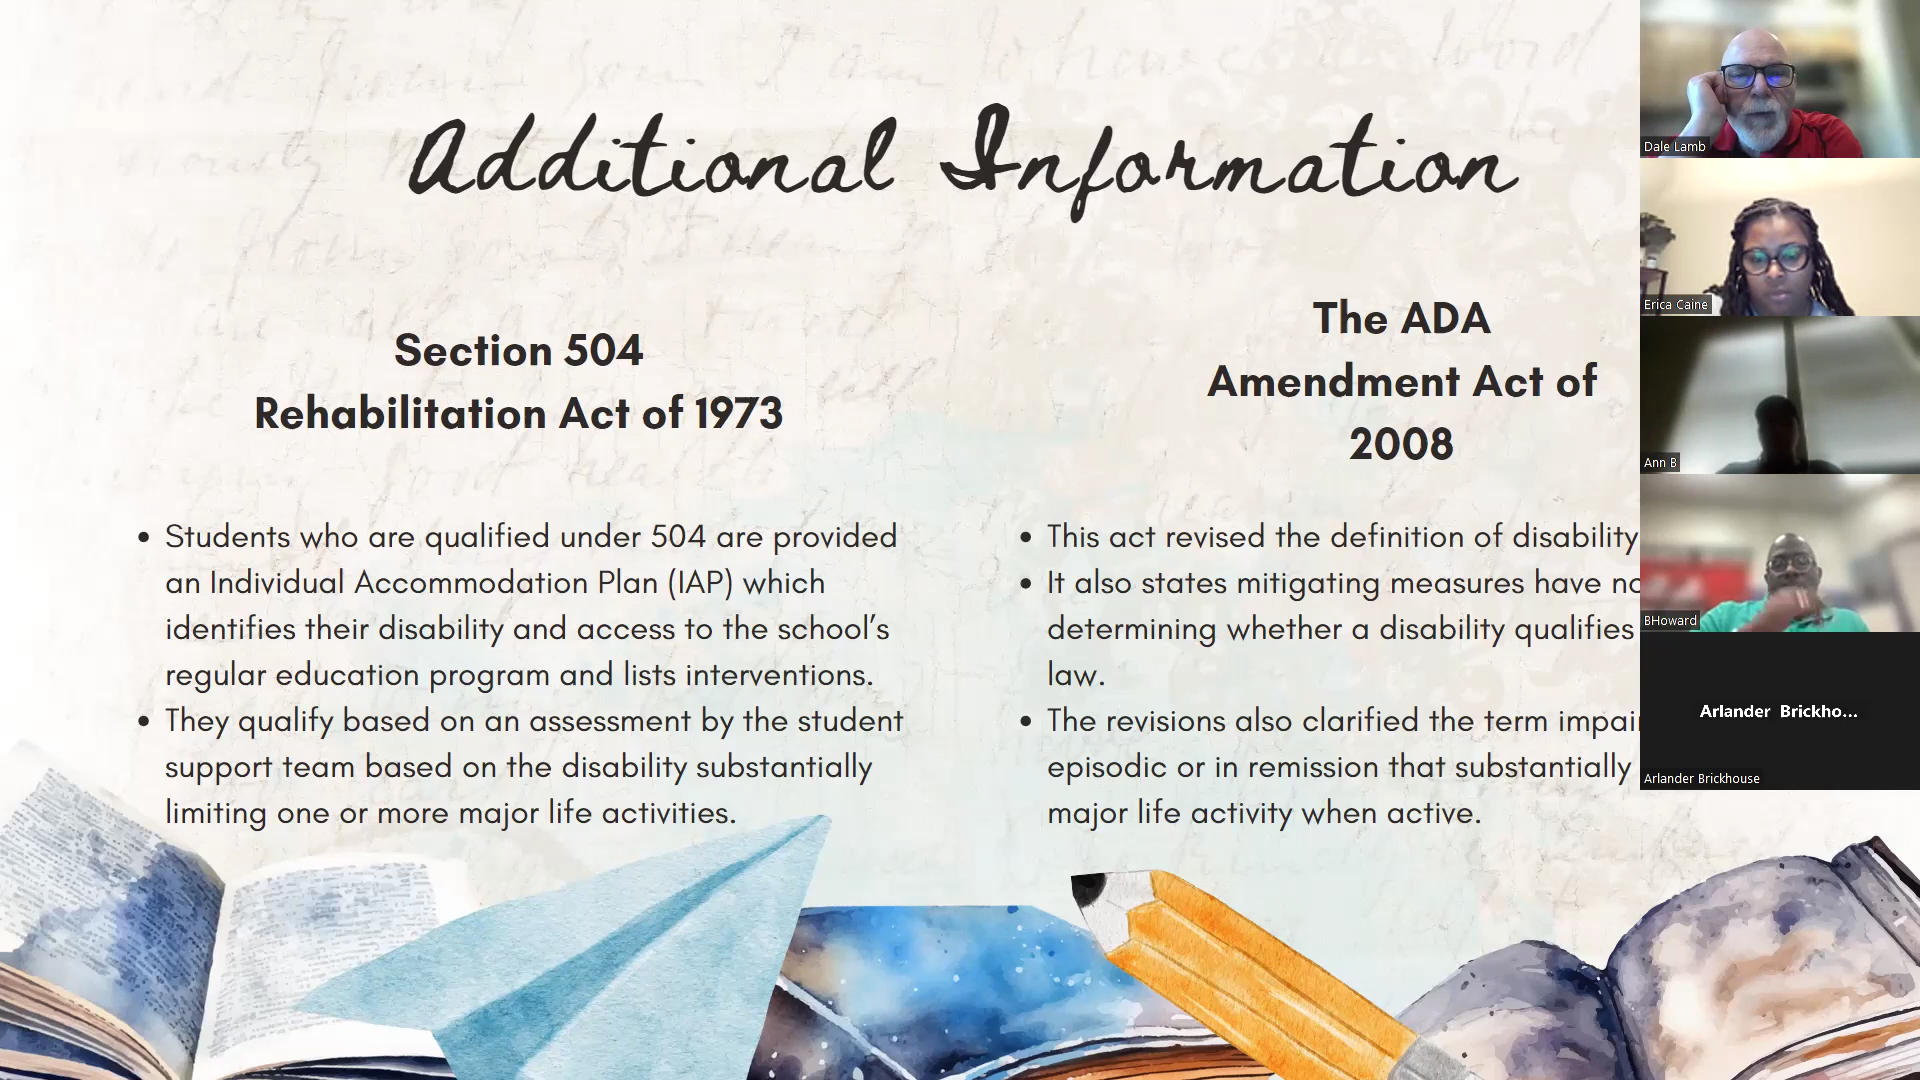 Additional Information
Section 504
Rehabilitation Act of 1973
• Students who are qualified under 504 are provided
an Individual Accommodation Plan (IAP) which
identifies their disability and access to the school’s
regular education program and lists interventions.
• They qualify based on an assessment by the student
support team based on the disability substantially
limiting one or more major life activities.
The ADA
Amendment Act of
2008
• This act revised the definition of disability
• It also states mitigating measures have
determining whether a disability qualifies
law.
• The revisions also clarified the term
episodic or in remission that substantially
major life activity when active.
Dale Lamb
Erica Caine
Ann B
BHoward
Arlander Brickho...
Arlander Brickhouse